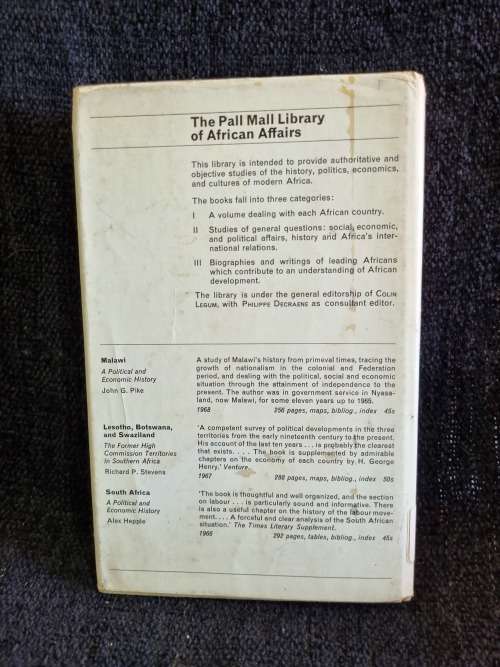 The Pall Mall Library
of African Affairs
This library is intended to provide authoritative and
objective studies of the history, politics, economics,
and cultures of modern Africa.
The books fall into three categories:
I A volume dealing with each African country.
II Studies of general questions: social, economic,
and political affairs, history and Africa's inter-
national relations.
III Biographies and writings of leading Africans
which contribute to an understanding of African
development.
The library is under the general editorship of Colin
Legum, with Philippe Decraene as consultant editor.
Malawi
A Political and
Economic History
John G. Pike
A study of Malawi's history from primeval times, tracing the
growth of nationalism in the colonial and Federation
period, and dealing with the political, social and economic
situation through the attainment of independence to the
present. The author was in government service in Nyasa-
land, now Malawi, for some eleven years up to 1965.
1968 256 pages, maps, bibliog., index 45s
Lesotho, Botswana,
and Swaziland
The Former High
Commission Territories
in Southern Africa
Richard P. Stevens
'A competent survey of political developments in the three
territories from the early nineteenth century to the present.
His account of the last ten years . . . is probably the clearest
that exists. . . . The book is supplemented by admirable
chapters on the economy of each country by H. George
Henry.' Venture.
1967 288 pages, maps, bibliog., index 50s
South Africa
A Political and
Economic History
Alex Hepple
'The book is thoughtful and well organized, and the section
on labour . . . is particularly sound and informative. There
is also a useful chapter on the history of the labour move-
ment. . . . A forceful and clear analysis of the South African
situation.' The Times Literary Supplement.
1966 292 pages, tables, bibliog., index 45s